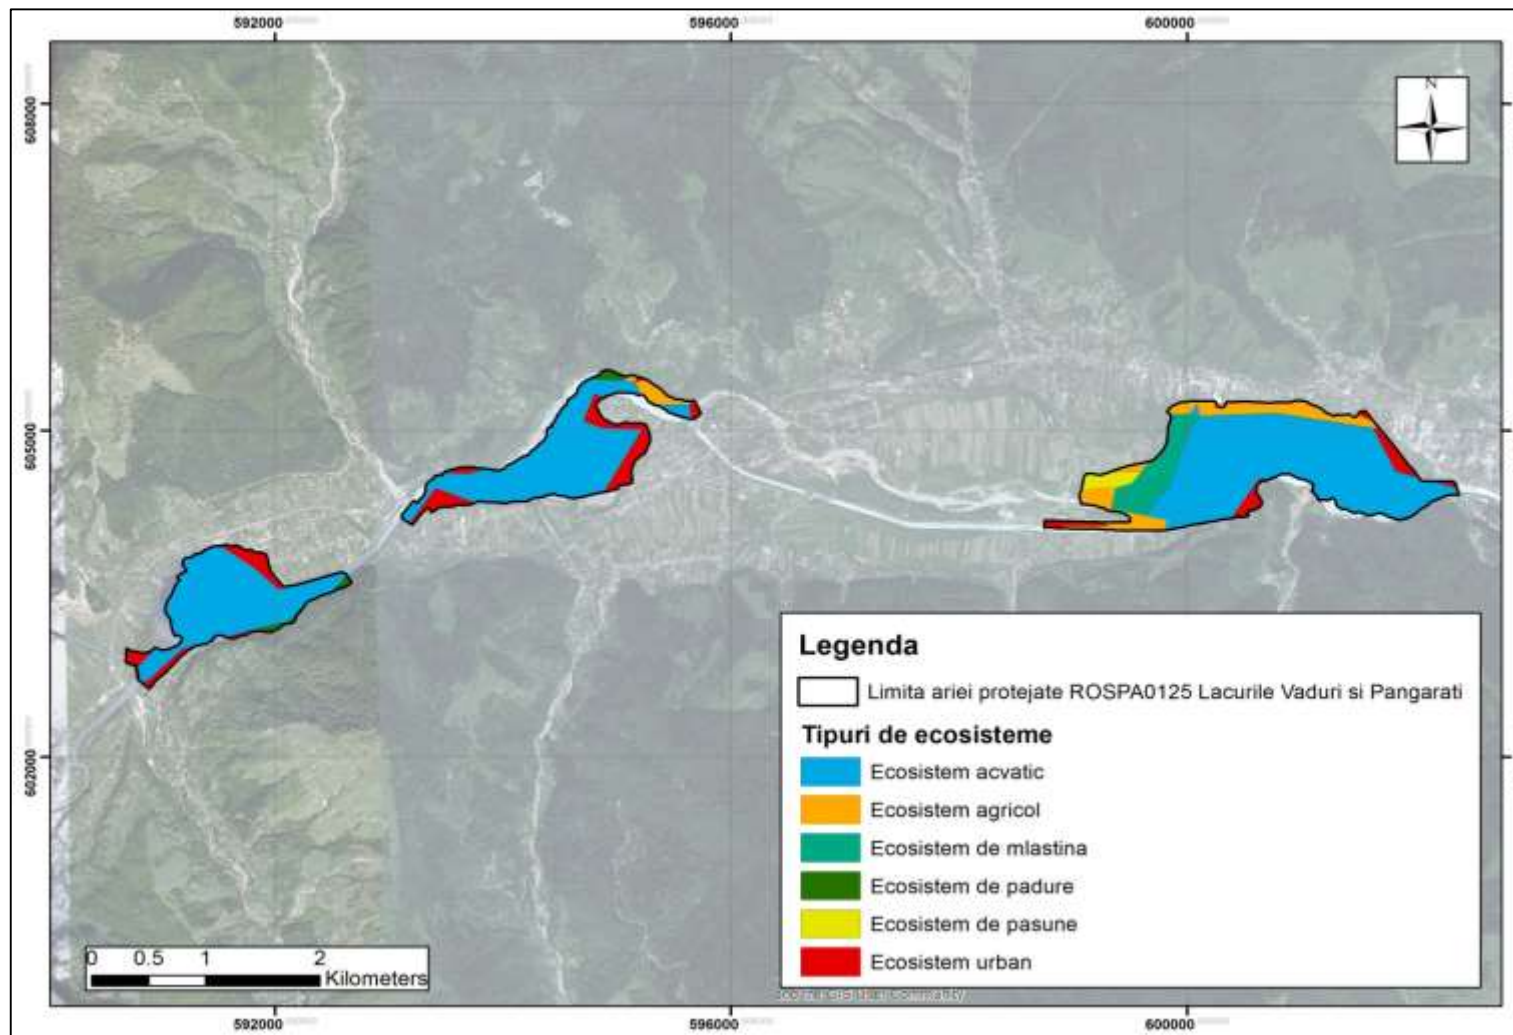 592000
596000
600000
N
608000
605000
602000
Legenda
Limita ariei protejate ROSPA0125 Lacurile Vaduri si Pangarati
Tipuri de ecosisteme
Ecosistem acvatic
Ecosistem agricol
Ecosistem de mlastina
Ecosistem de padure
Ecosistem de pasune
Ecosistem urban
0 0.5 1 2
Kilometers
User Community
592000
596000
600000